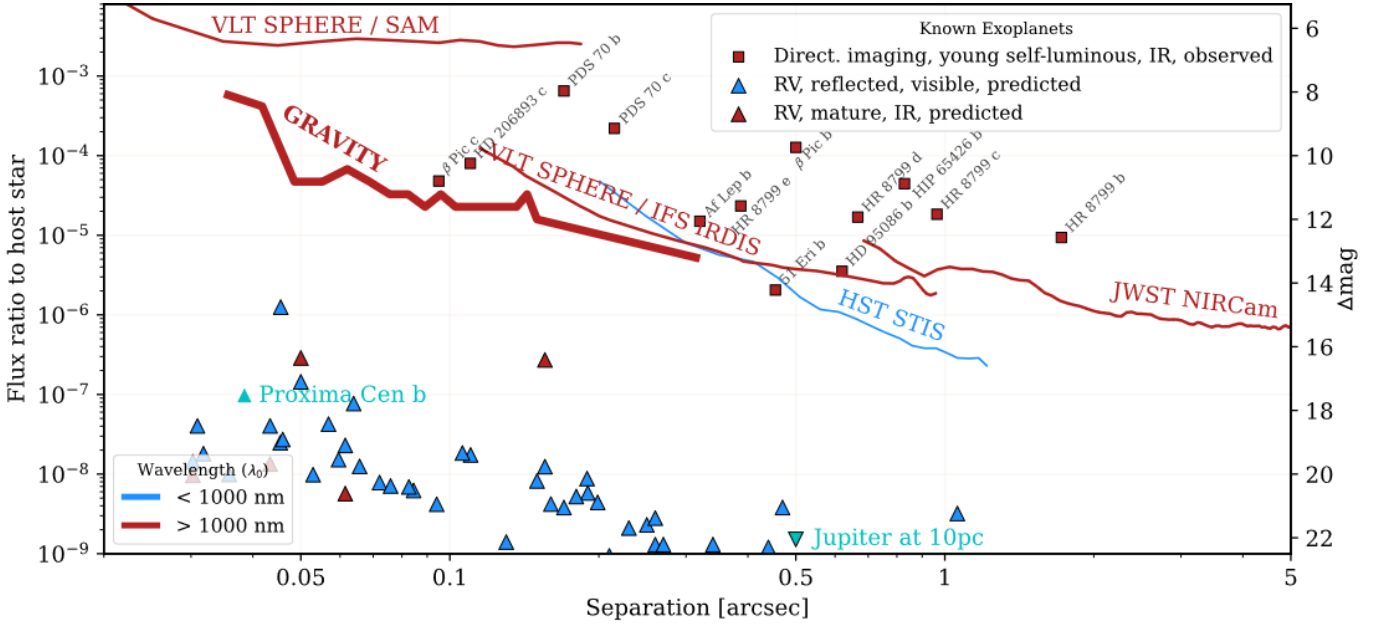 VLT SPHERE / SAM
GRAVITY
VLT SPHERE / IFS IRDIS
HST STIS
JWST NIRCam
β Pic c
HD 206893 c
PDS 70 b
PDS 70 c
Af Lep b
HR 8799 e
β Pic b
51 Eri b
HR 8799 d
HD 95086 b
HIP 65426 b
HR 8799 c
HR 8799 b
Known Exoplanets
Direct. imaging, young self-luminous, IR, observed
RV, reflected, visible, predicted
RV, mature, IR, predicted
Proxima Cen b
Jupiter at 10pc
Wavelength (λ₀)
< 1000 nm
> 1000 nm
Flux ratio to host star
10⁻³
10⁻⁴
10⁻⁵
10⁻⁶
10⁻⁷
10⁻⁸
10⁻⁹
Δmag
6
8
10
12
14
16
18
20
22
0.05
0.1
0.5
1
5
Separation [arcsec]